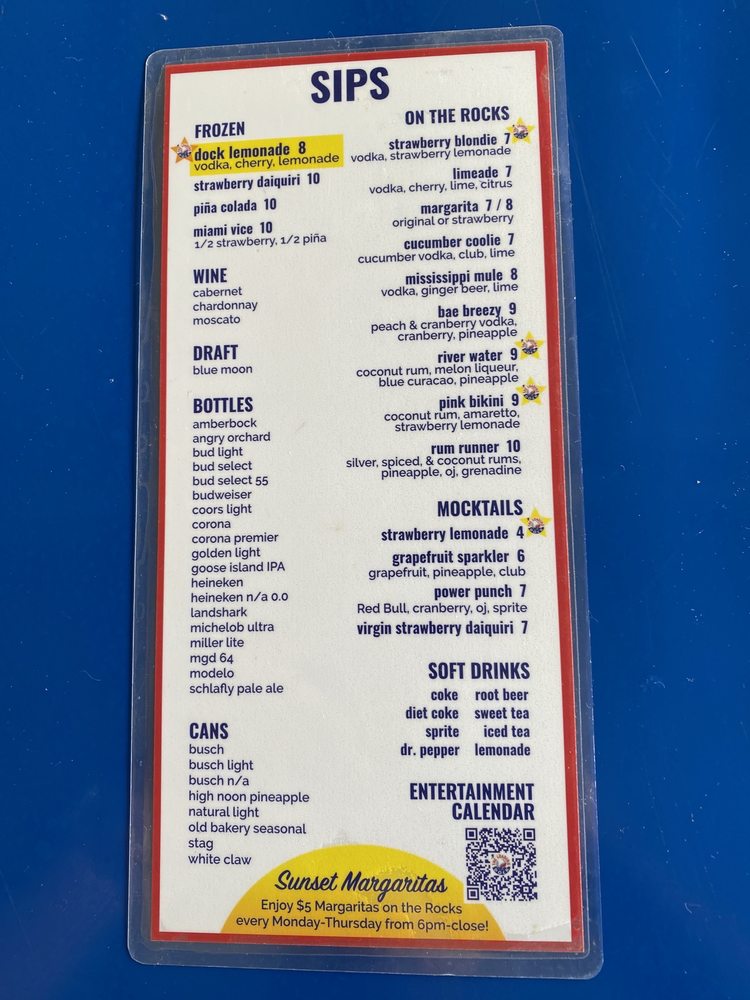 SIPS
FROZEN
dock lemonade 8
vodka, cherry, lemonade
strawberry daiquiri 10
piña colada 10
miami vice 10
1/2 strawberry, 1/2 piña
WINE
cabernet
chardonnay
moscato
DRAFT
blue moon
BOTTLES
amberbock
angry orchard
bud light
bud select
bud select 55
budweiser
coors light
corona
corona premier
golden light
goose island IPA
heineken
heineken n/a 0.0
landshark
michelob ultra
miller lite
mgd 64
modelo
schlafly pale ale
CANS
busch
busch light
busch n/a
high noon pineapple
natural light
old bakery seasonal
stag
white claw
ON THE ROCKS
strawberry blondie 7
vodka, strawberry lemonade
limeade 7
vodka, cherry, lime, citrus
margarita 7 / 8
original or strawberry
cucumber coolie 7
cucumber vodka, club, lime
mississippi mule 8
vodka, ginger beer, lime
bae breezy 9
peach & cranberry vodka,
cranberry, pineapple
river water 9
coconut rum, melon liqueur,
blue curacao, pineapple
pink bikini 9
coconut rum, amaretto,
strawberry lemonade
rum runner 10
silver, spiced, & coconut rums,
pineapple, oj, grenadine
MOCKTAILS
strawberry lemonade 4
grapefruit sparkler 6
grapefruit, pineapple, club
power punch 7
Red Bull, cranberry, oj, sprite
virgin strawberry daiquiri 7
SOFT DRINKS
coke root beer
diet coke sweet tea
sprite iced tea
dr. pepper lemonade
ENTERTAINMENT
CALENDAR
Sunset Margaritas
Enjoy $5 Margaritas on the Rocks
every Monday-Thursday from 6pm-close!